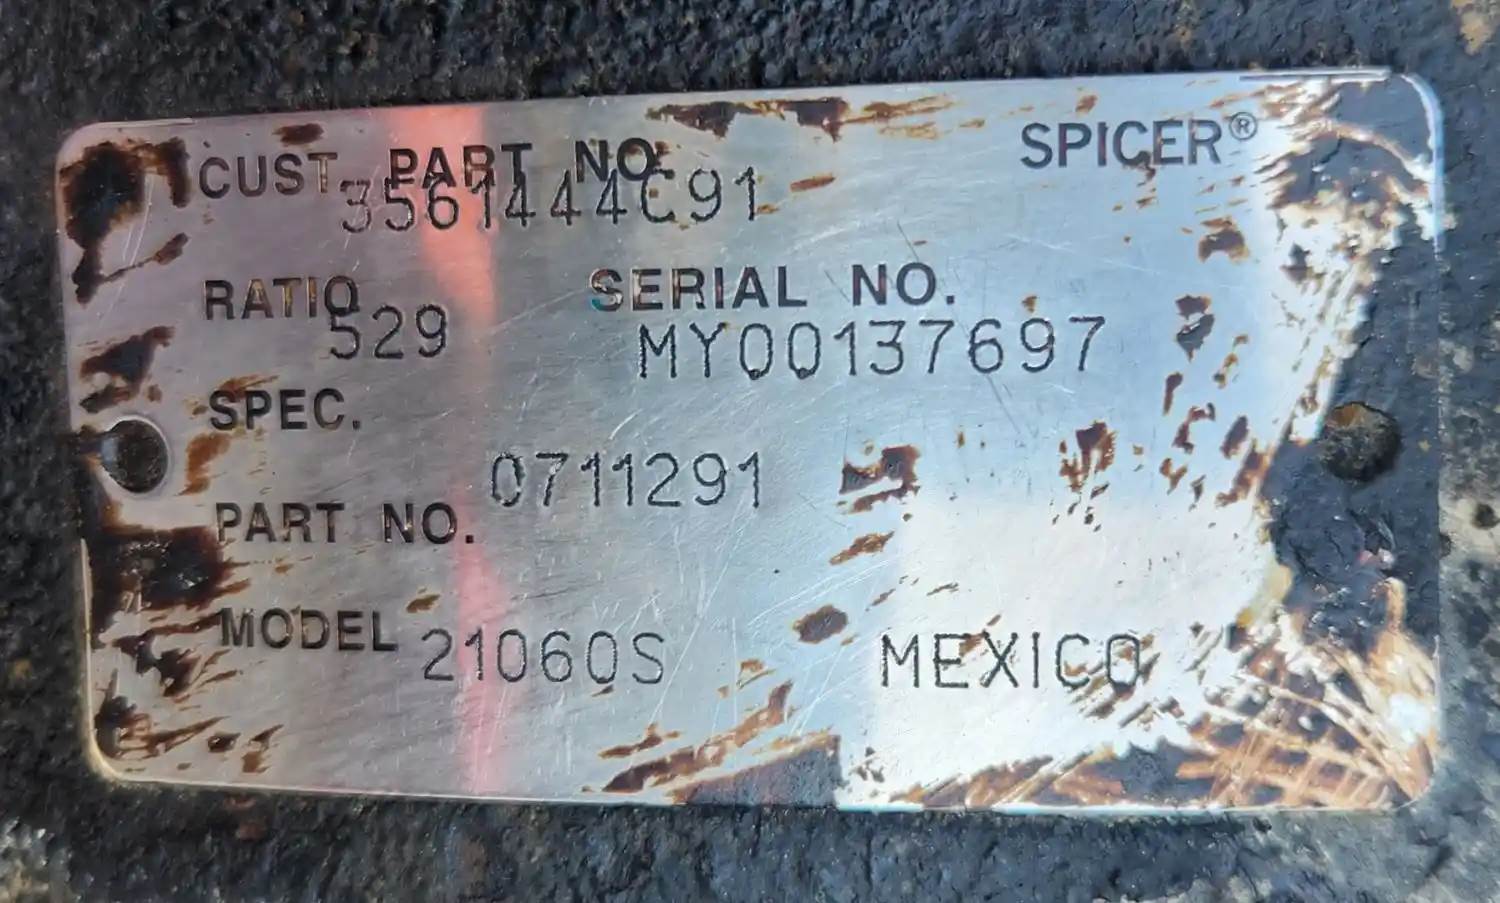 SPICER®
CUST. PART NO.
3561444C91
RATIO SERIAL NO.
529 MY00137697
SPEC.
0711291
PART NO.
MODEL 21060S MEXICO